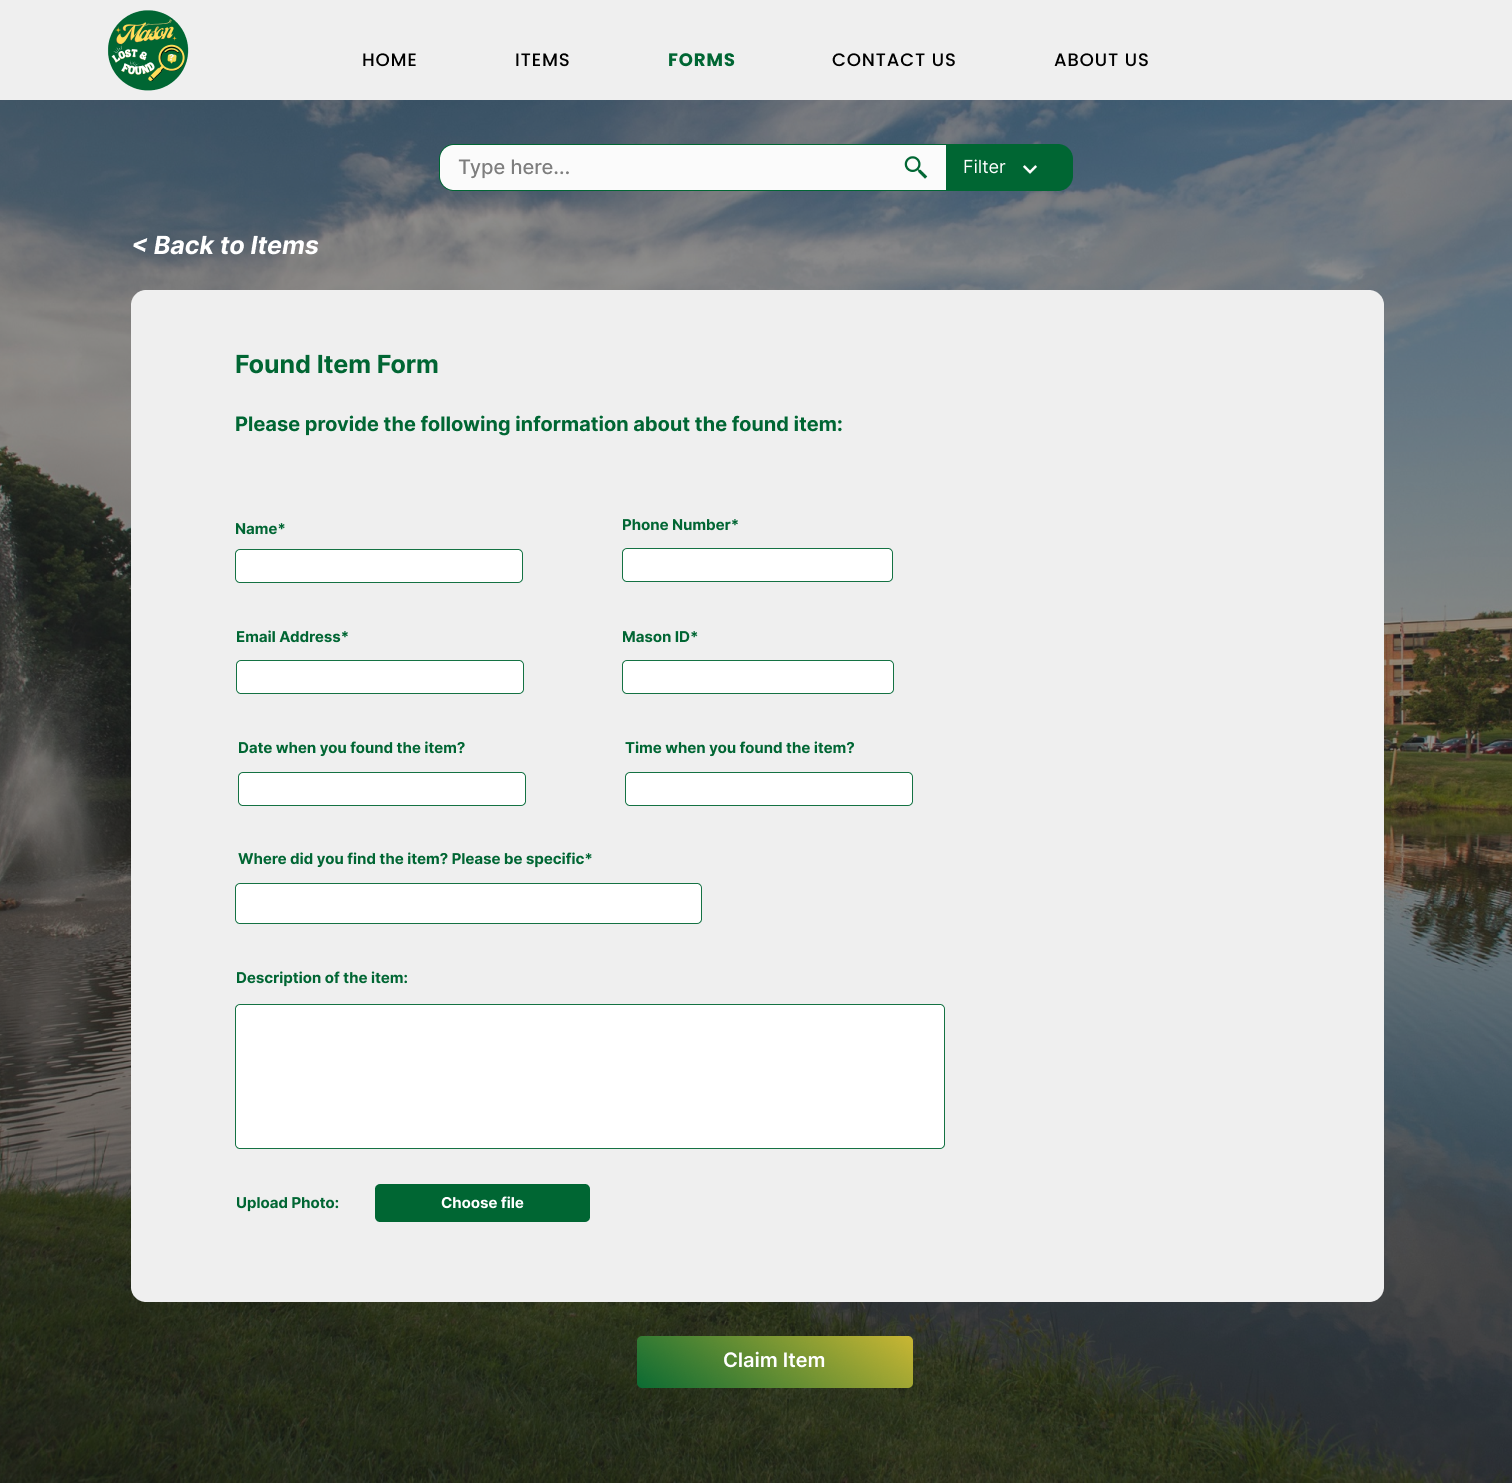 Mason
LOST &
FOUND
HOME
ITEMS
FORMS
CONTACT US
ABOUT US
Type here...
Filter
< Back to Items
Found Item Form
Please provide the following information about the found item:
Name*
Phone Number*
Email Address*
Mason ID*
Date when you found the item?
Time when you found the item?
Where did you find the item? Please be specific*
Description of the item:
Upload Photo:
Choose file
Claim Item